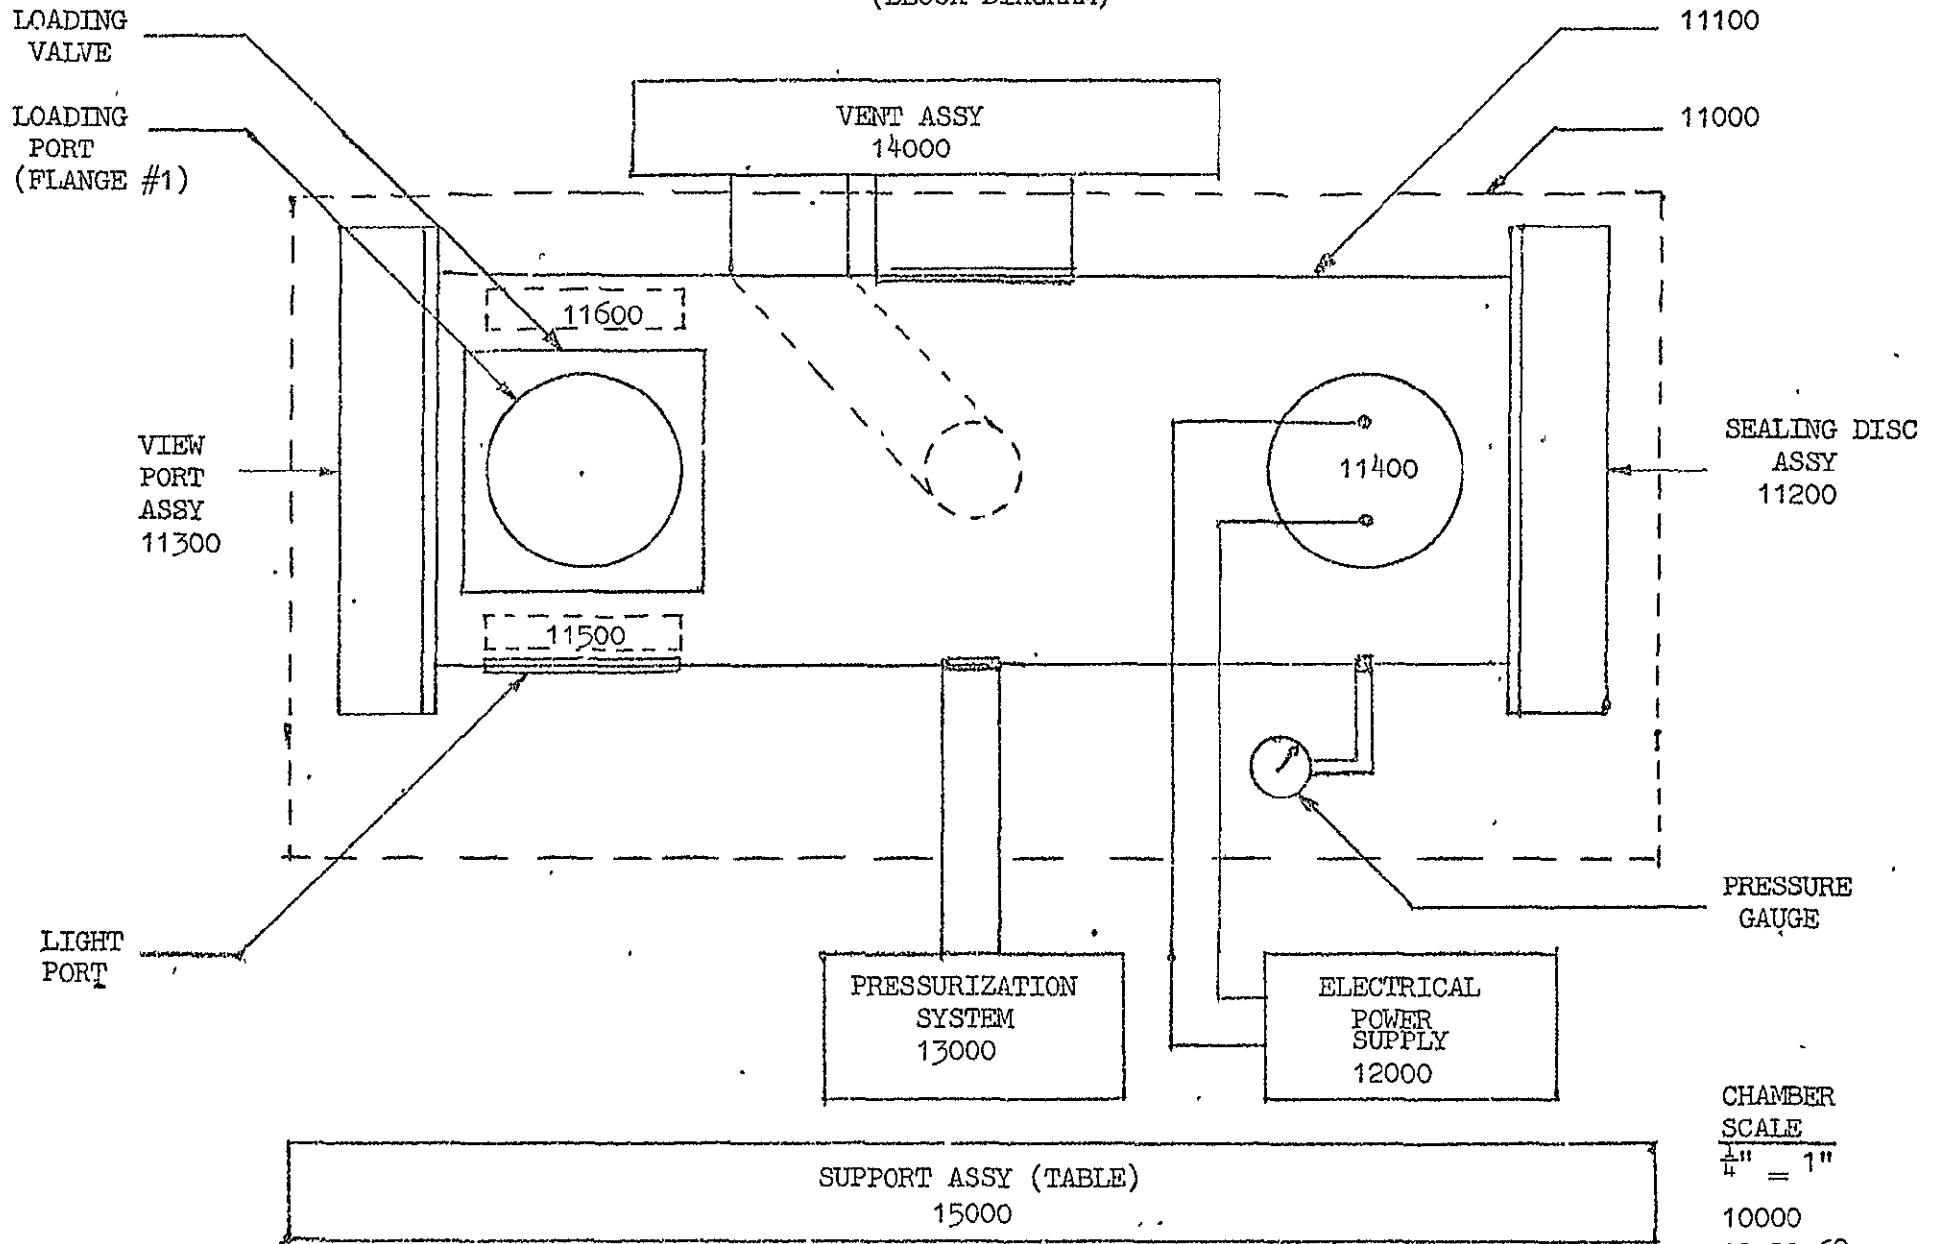 (BLOCK DIAGRAM)
LOADING
VALVE
LOADING
PORT
(FLANGE #1)
11100
11000
VENT ASSY
14000
11600
VIEW
PORT
ASSY
11300
11400
SEALING DISC
ASSY
11200
11500
LIGHT
PORT
PRESSURE
GAUGE
PRESSURIZATION
SYSTEM
13000
ELECTRICAL
POWER
SUPPLY
12000
CHAMBER
SCALE
1/4" = 1"
SUPPORT ASSY (TABLE)
15000
10000